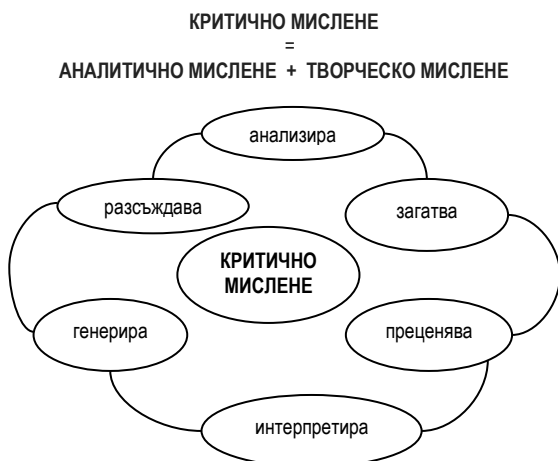 КРИТИЧНО МИСЛЕНЕ
=
АНАЛИТИЧНО МИСЛЕНЕ + ТВОРЧЕСКО МИСЛЕНЕ
анализира
разсъждава
загатва
КРИТИЧНО
МИСЛЕНЕ
генерира
преценява
интерпретира